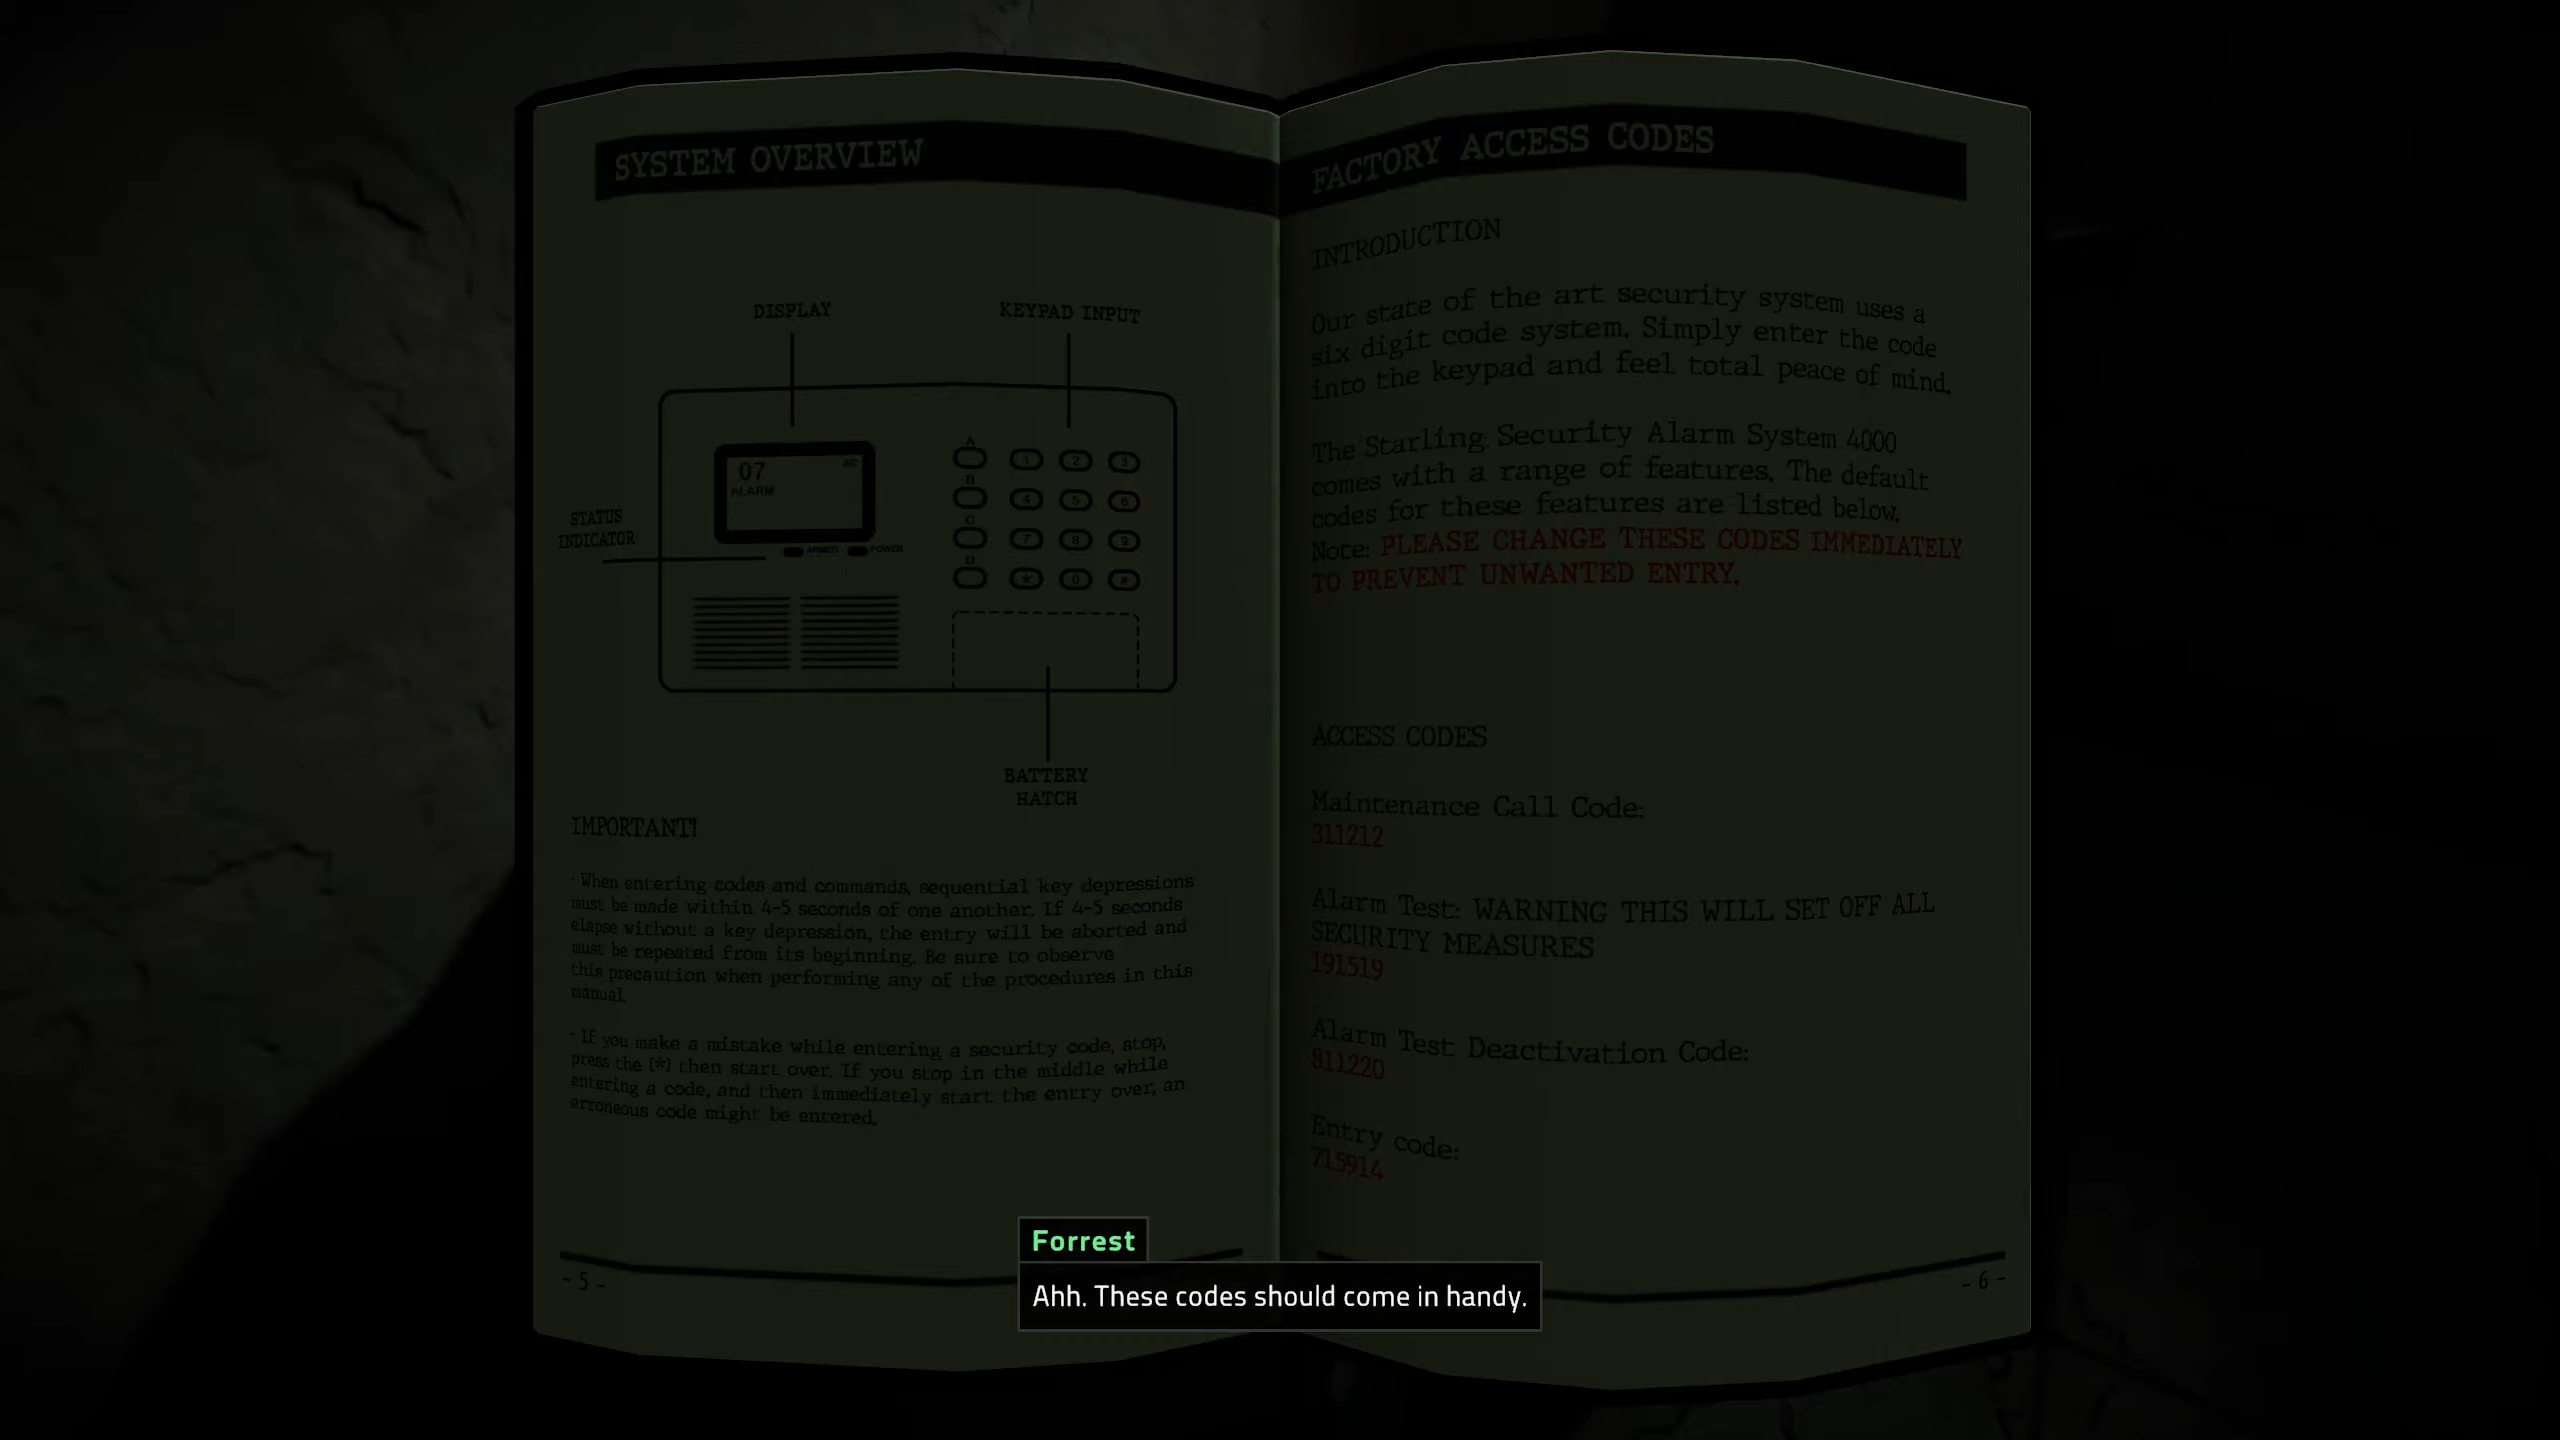 SYSTEM OVERVIEW
DISPLAY
KEYPAD INPUT
07
AC
ALARM
STATUS
INDICATOR
ARMED
POWER
A
B
C
D
1 2 3
4 5 6
7 8 9
* 0 #
BATTERY
HATCH
IMPORTANT!
- When entering codes and commands, sequential key depressions
must be made within 4-5 seconds of one another. If 4-5 seconds
elapse without a key depression, the entry will be aborted and
must be repeated from its beginning. Be sure to observe
this precaution when performing any of the procedures in this
manual.
- If you make a mistake while entering a security code, stop,
press the [*] then start over. If you stop in the middle while
entering a code, and then immediately start the entry over, an
erroneous code might be entered.
- 5 -
FACTORY ACCESS CODES
INTRODUCTION
Our state of the art security system uses a
six digit code system. Simply enter the code
into the keypad and feel total peace of mind.
The Starling Security Alarm System 4000
comes with a range of features. The default
codes for these features are listed below.
Note: PLEASE CHANGE THESE CODES IMMEDIATELY
TO PREVENT UNWANTED ENTRY.
ACCESS CODES
Maintenance Call Code:
311212
Alarm Test: WARNING THIS WILL SET OFF ALL
SECURITY MEASURES
191519
Alarm Test Deactivation Code:
811220
Entry code:
715914
- 6 -
Forrest
Ahh. These codes should come in handy.